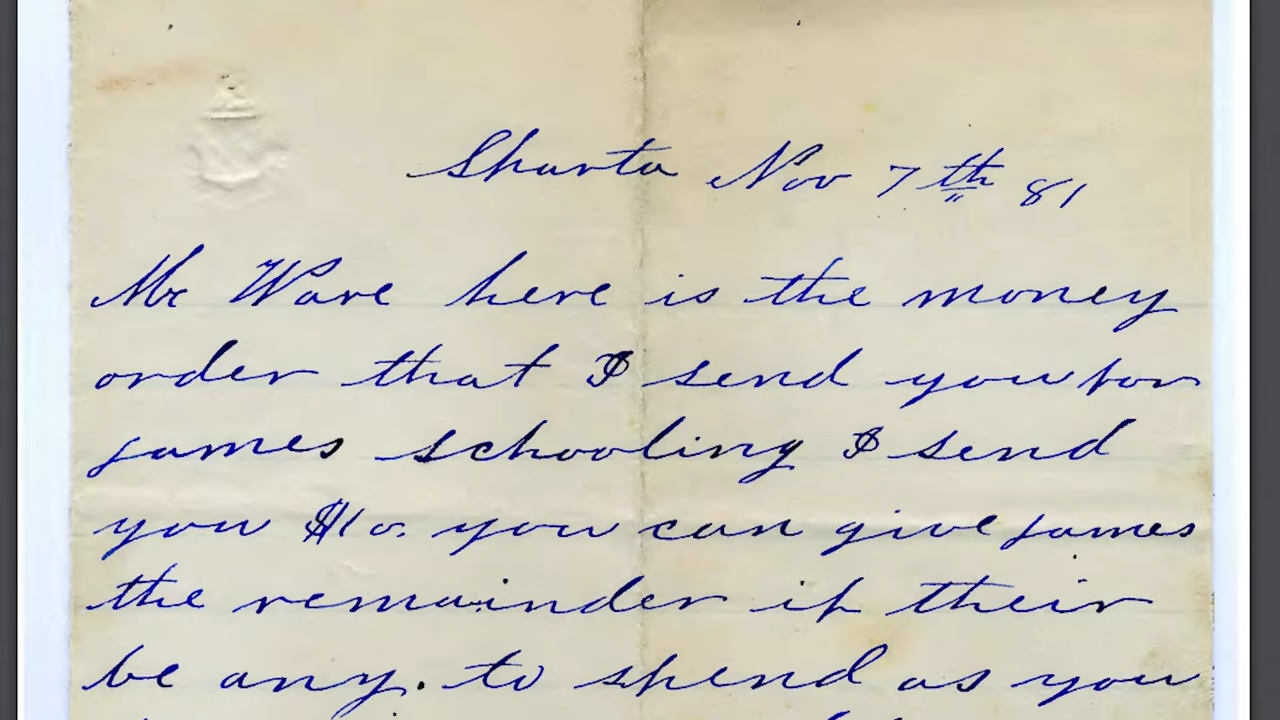 Shasta Nov 7th 81
Mr Ware here is the money
order that I send you for
james schooling I send
you $10. you can give james
the remainder if their
be any. to spend as you